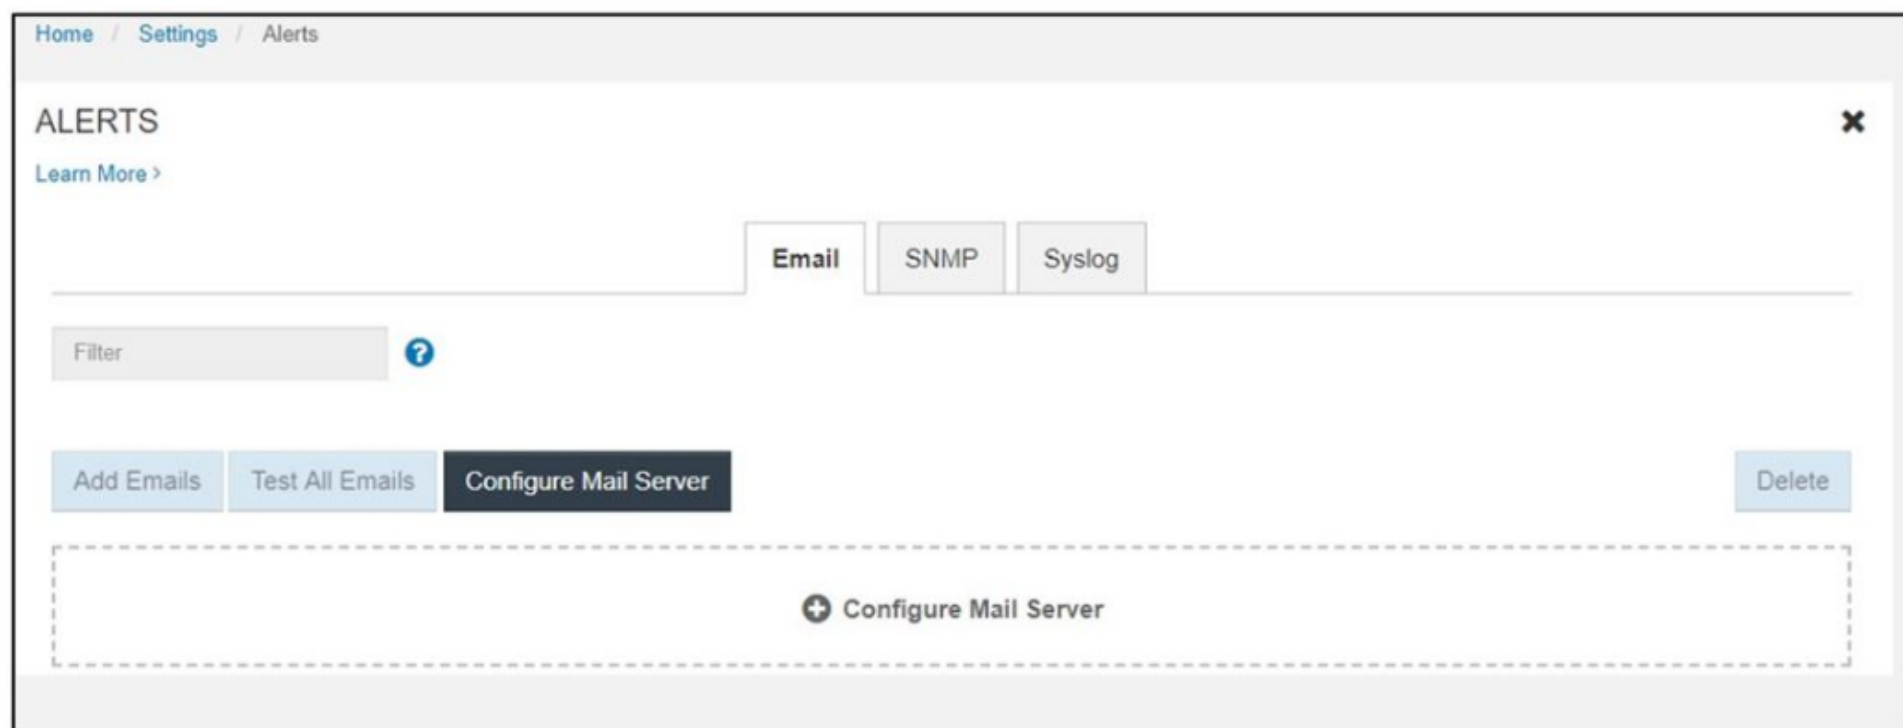 Home / Settings / Alerts
ALERTS
Learn More >
Email SNMP Syslog
Filter ?
Add Emails Test All Emails Configure Mail Server Delete
Configure Mail Server